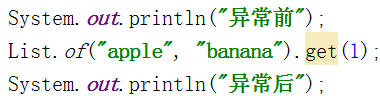 System.out.println("异常前");
List.of("apple", "banana").get(1);
System.out.println("异常后");